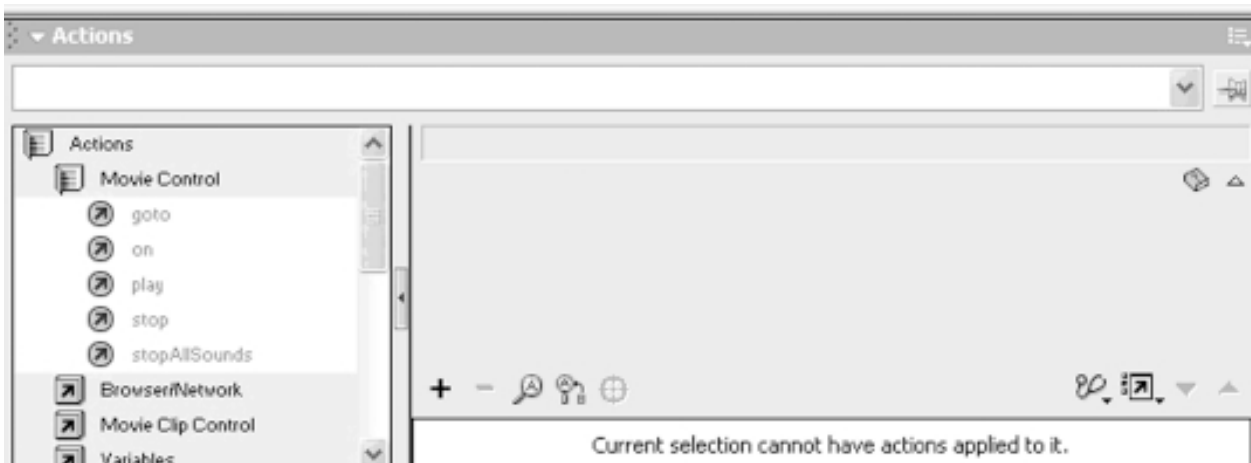 Actions
Actions
Movie Control
goto
on
play
stop
stopAllSounds
Browser/Network
Movie Clip Control
Variables
Current selection cannot have actions applied to it.